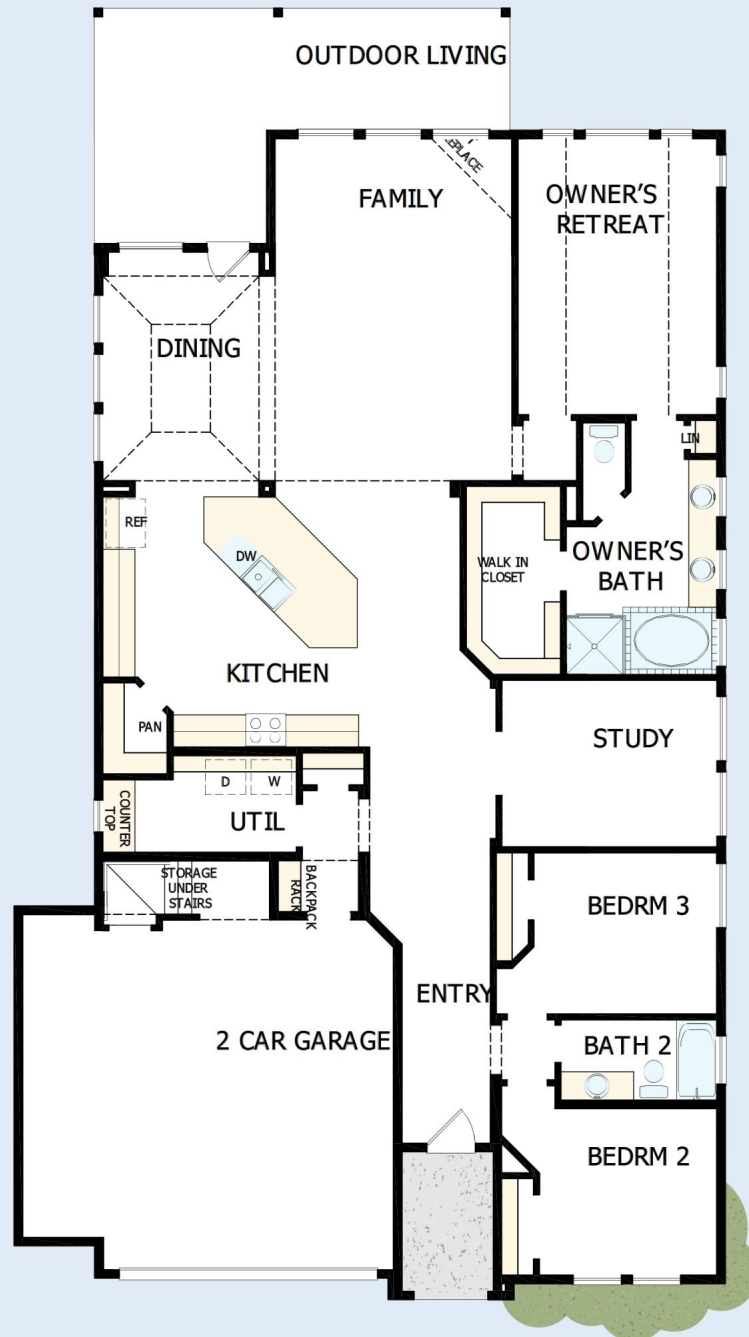 OUTDOOR LIVING
FAMILY
OWNER'S
RETREAT
DINING
LIN
REF
DW
WALK IN
CLOSET
OWNER'S
BATH
KITCHEN
PAN
STUDY
D
W
COUNTER
TOP
UTIL
STORAGE
UNDER
STAIRS
BACKPACK
RACK
BEDRM 3
ENTRY
2 CAR GARAGE
BATH 2
BEDRM 2